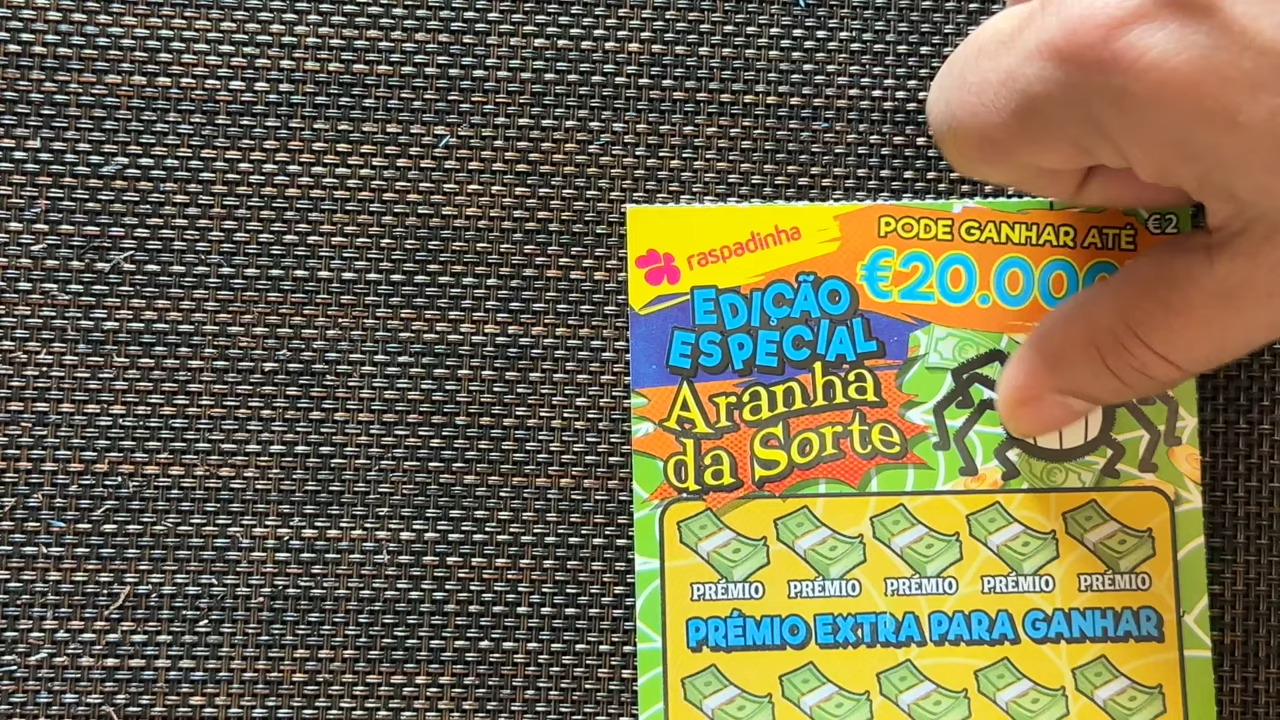 raspadinha
PODE GANHAR ATÉ
€2
€20.000
EDIÇÃO
ESPECIAL
Aranha
da Sorte
PRÉMIO PRÉMIO PRÉMIO PRÉMIO PRÉMIO
PRÉMIO EXTRA PARA GANHAR